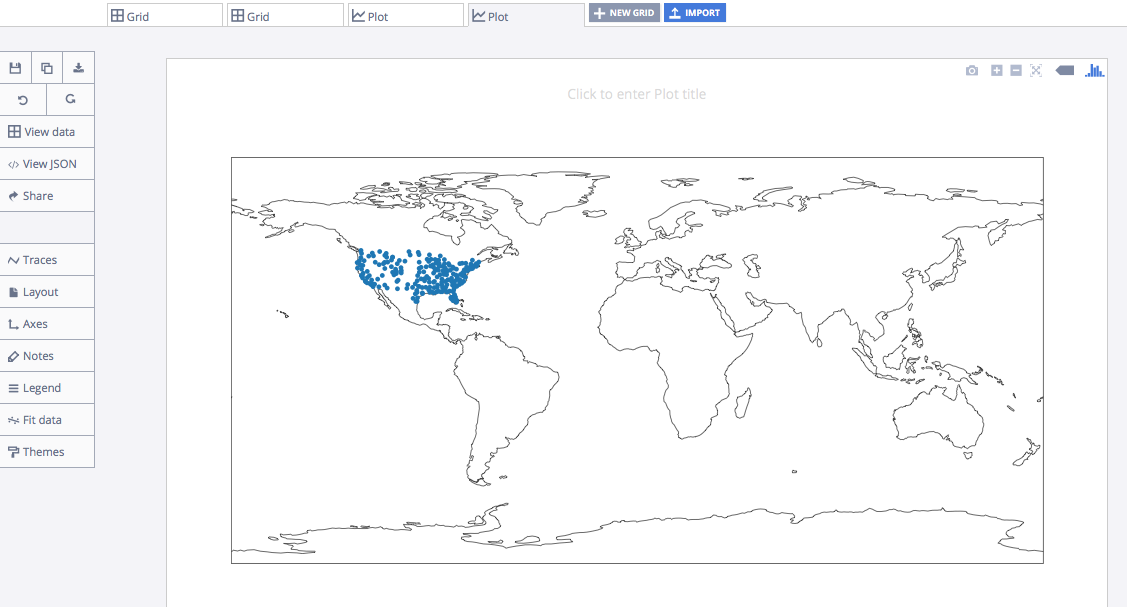 Grid
Grid
Plot
Plot
NEW GRID
IMPORT
Click to enter Plot title
View data
</> View JSON
Share
Traces
Layout
Axes
Notes
Legend
Fit data
Themes